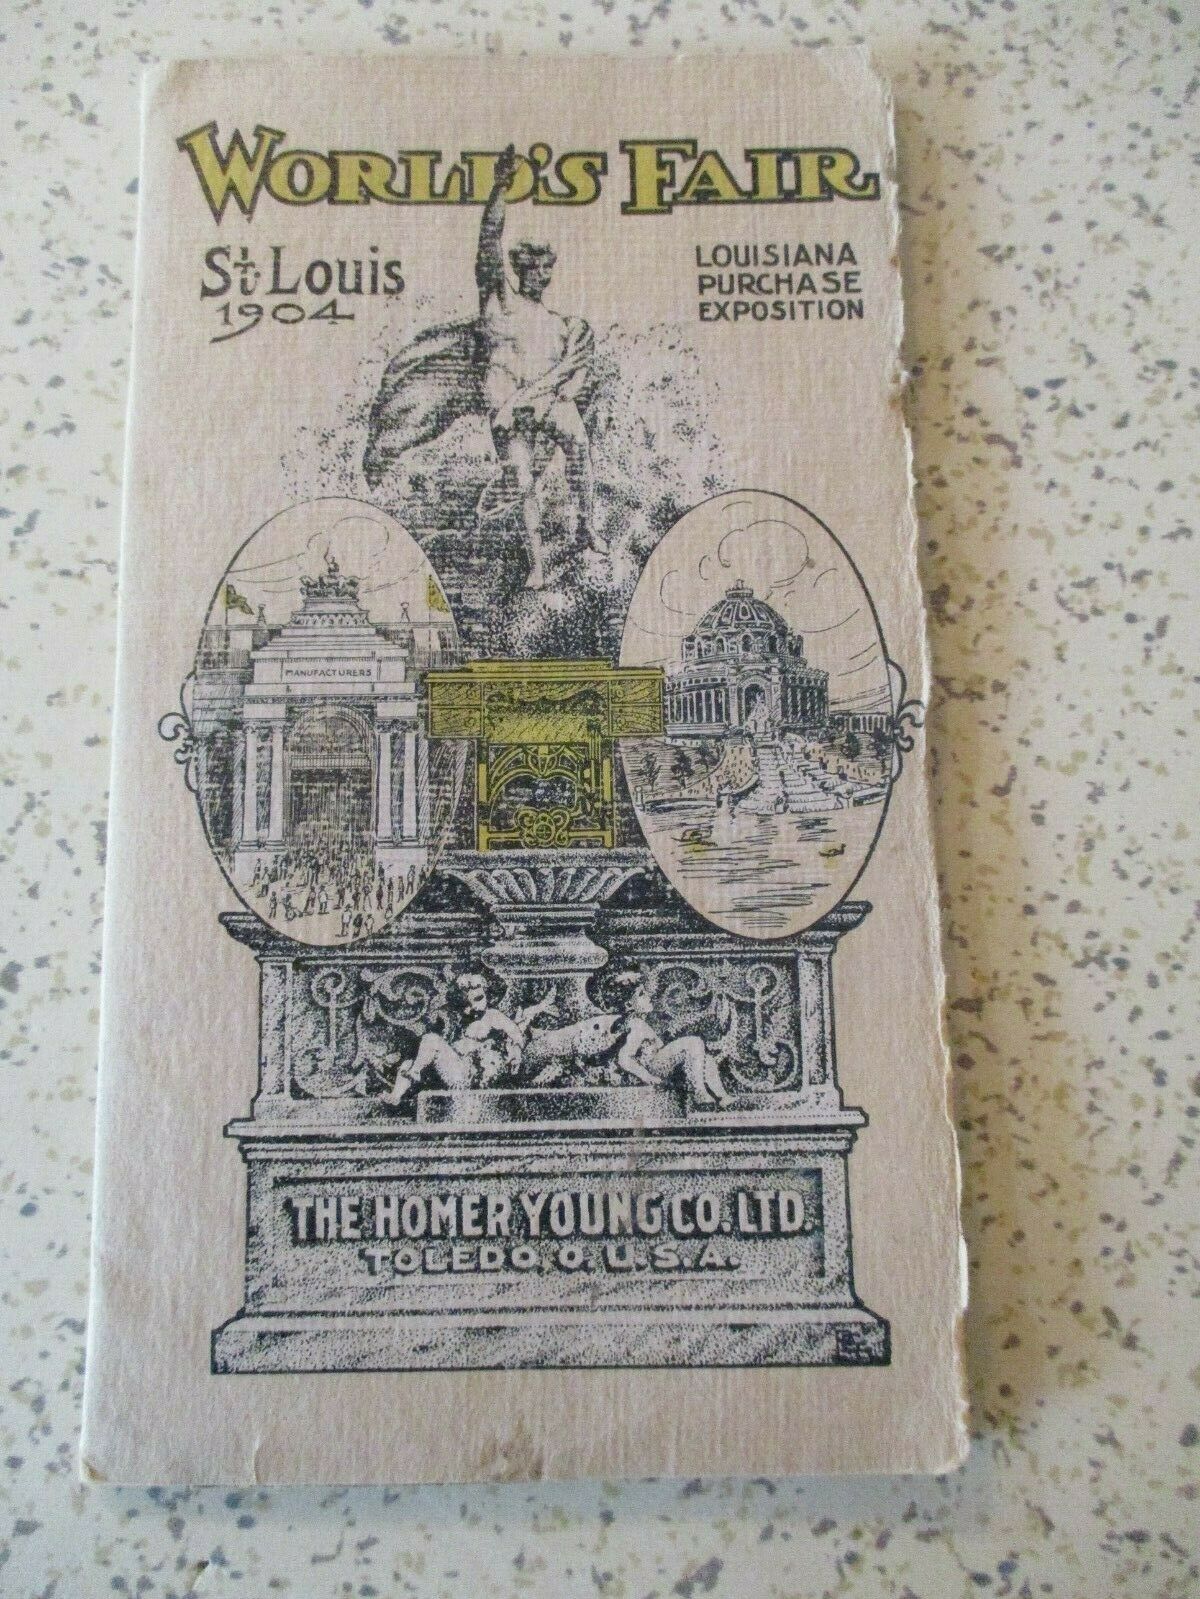 WORLD'S FAIR
St. Louis
1904
LOUISIANA
PURCHASE
EXPOSITION
MANUFACTURERS
THE HOMER YOUNG CO. LTD.
TOLEDO, O. U.S.A.